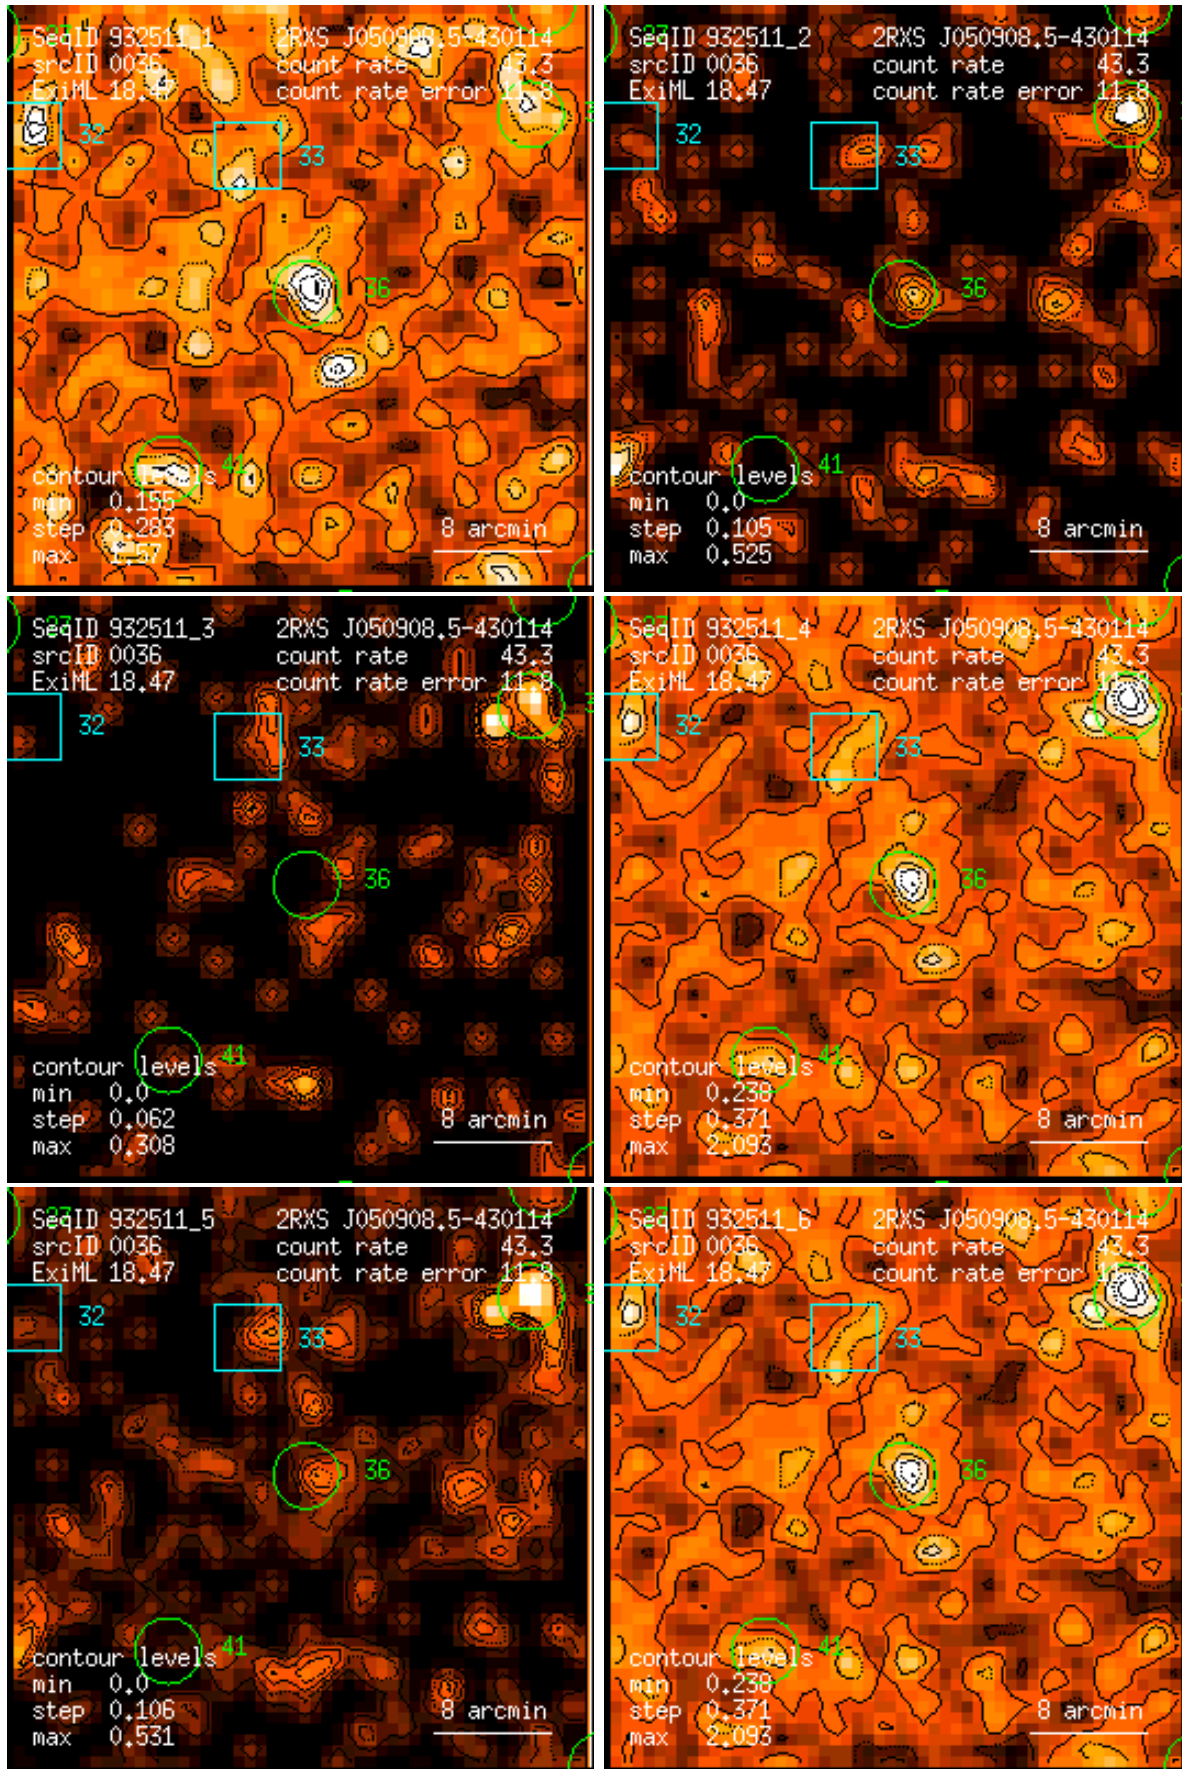 SeqID 932511_1 2RXS J050908.5-430114
srcID 0036 count rate 43.3
ExiML 18.47 count rate error 11.8
32
33
36
41
contour levels
min 0.155
step 0.283
max 1.57
8 arcmin
SeqID 932511_2 2RXS J050908.5-430114
srcID 0036 count rate 43.3
ExiML 18.47 count rate error 11.8
32
33
36
41
contour levels
min 0.0
step 0.105
max 0.525
8 arcmin
SeqID 932511_3 2RXS J050908.5-430114
srcID 0036 count rate 43.3
ExiML 18.47 count rate error 11.8
32
33
36
41
contour levels
min 0.0
step 0.062
max 0.308
8 arcmin
SeqID 932511_4 2RXS J050908.5-430114
srcID 0036 count rate 43.3
ExiML 18.47 count rate error 11.8
32
33
36
41
contour levels
min 0.238
step 0.371
max 2.093
8 arcmin
SeqID 932511_5 2RXS J050908.5-430114
srcID 0036 count rate 43.3
ExiML 18.47 count rate error 11.8
32
33
36
41
contour levels
min 0.0
step 0.106
max 0.531
8 arcmin
SeqID 932511_6 2RXS J050908.5-430114
srcID 0036 count rate 43.3
ExiML 18.47 count rate error 11.8
32
33
36
41
contour levels
min 0.238
step 0.371
max 2.093
8 arcmin